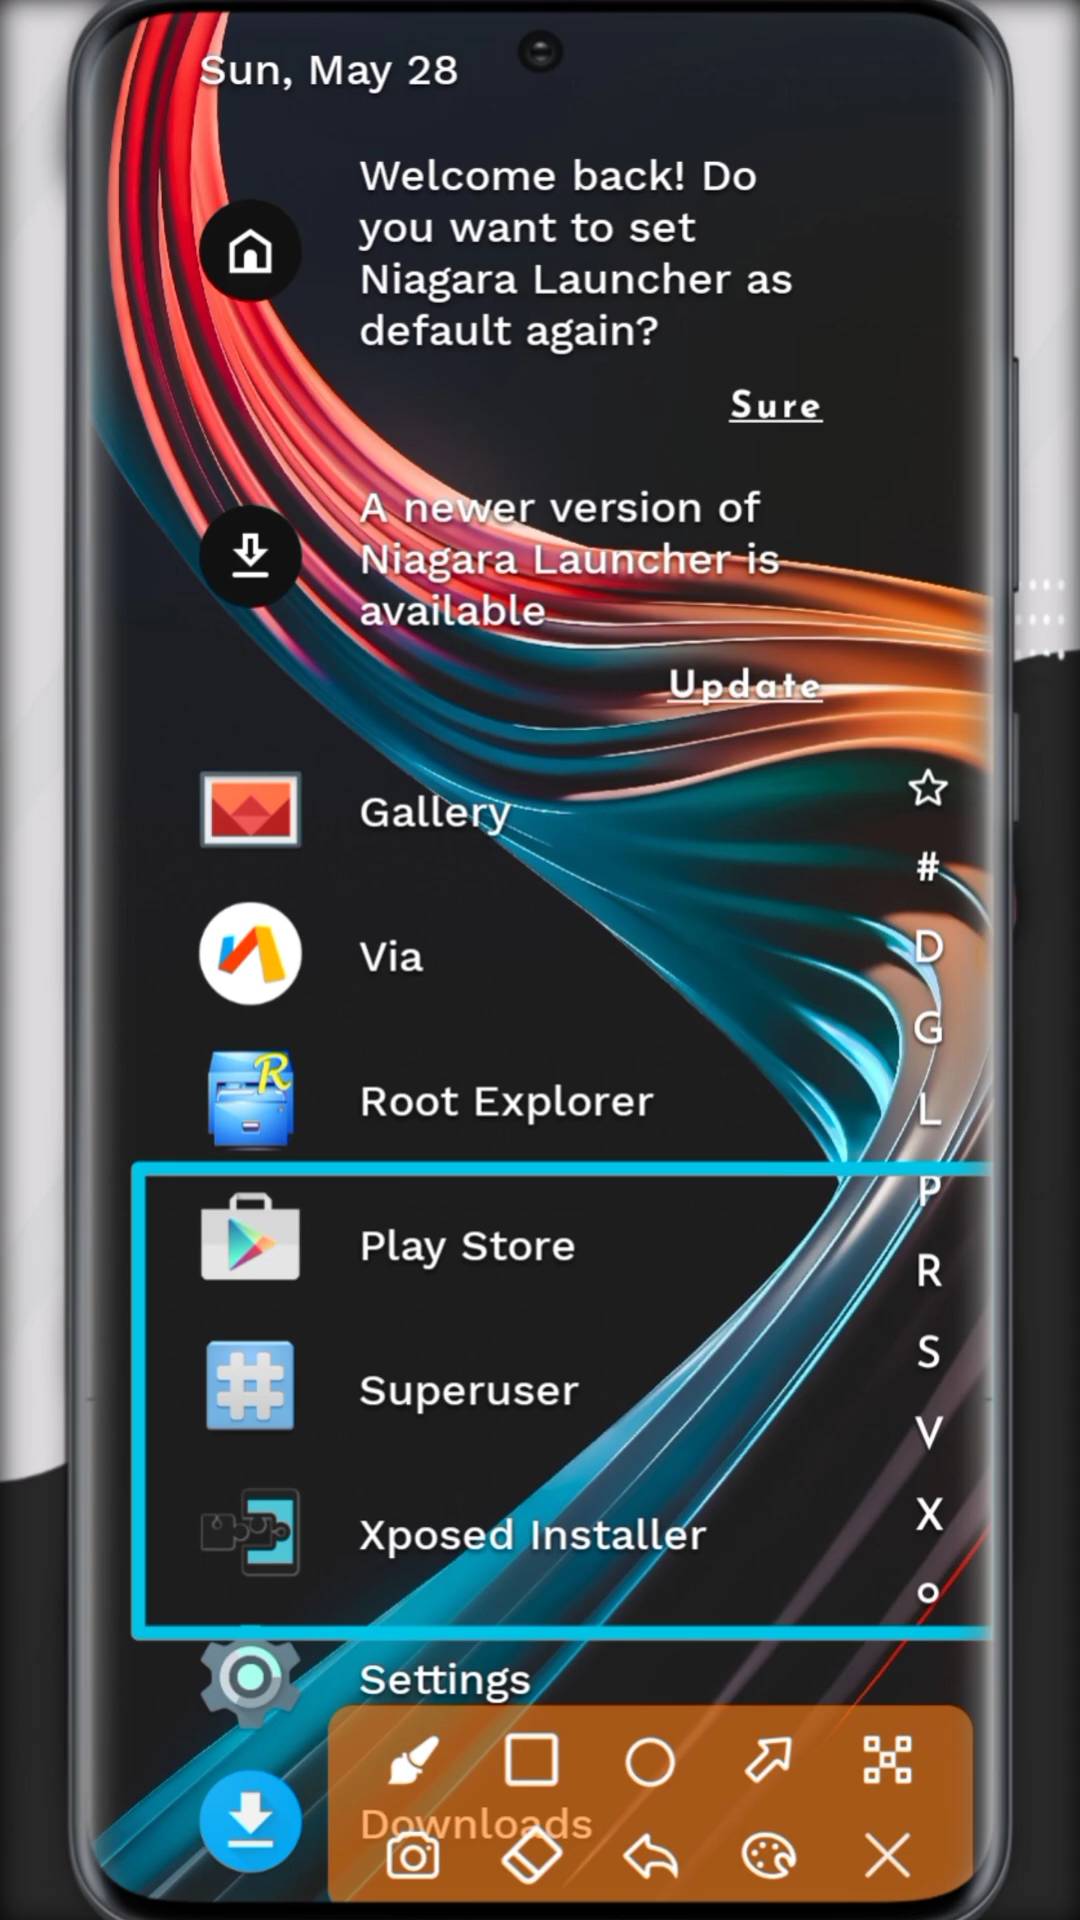 Sun, May 28
Welcome back! Do
you want to set
Niagara Launcher as
default again?
Sure
A newer version of
Niagara Launcher is
available
Update
Gallery
Via
Root Explorer
Play Store
Superuser
Xposed Installer
Settings
Downloads
#
D
G
L
P
R
S
V
X
R